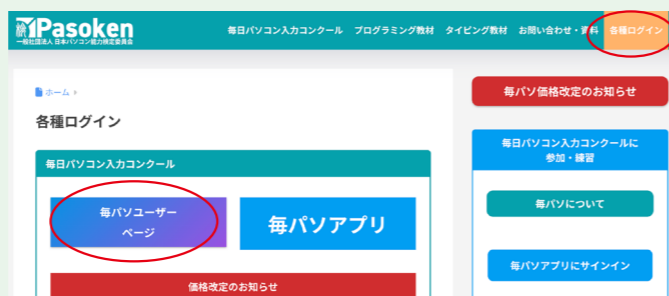 Pasoken
一般社団法人 日本パソコン能力検定委員会
毎日パソコン入力コンクール プログラミング教材 タイピング教材 お問い合わせ・資料 各種ログイン
ホーム
各種ログイン
毎日パソコン入力コンクール
毎パソユーザー
ページ
毎パソアプリ
価格改定のお知らせ
毎パソ価格改定のお知らせ
毎日パソコン入力コンクールに
参加・練習
毎パソについて
毎パソアプリにサインイン